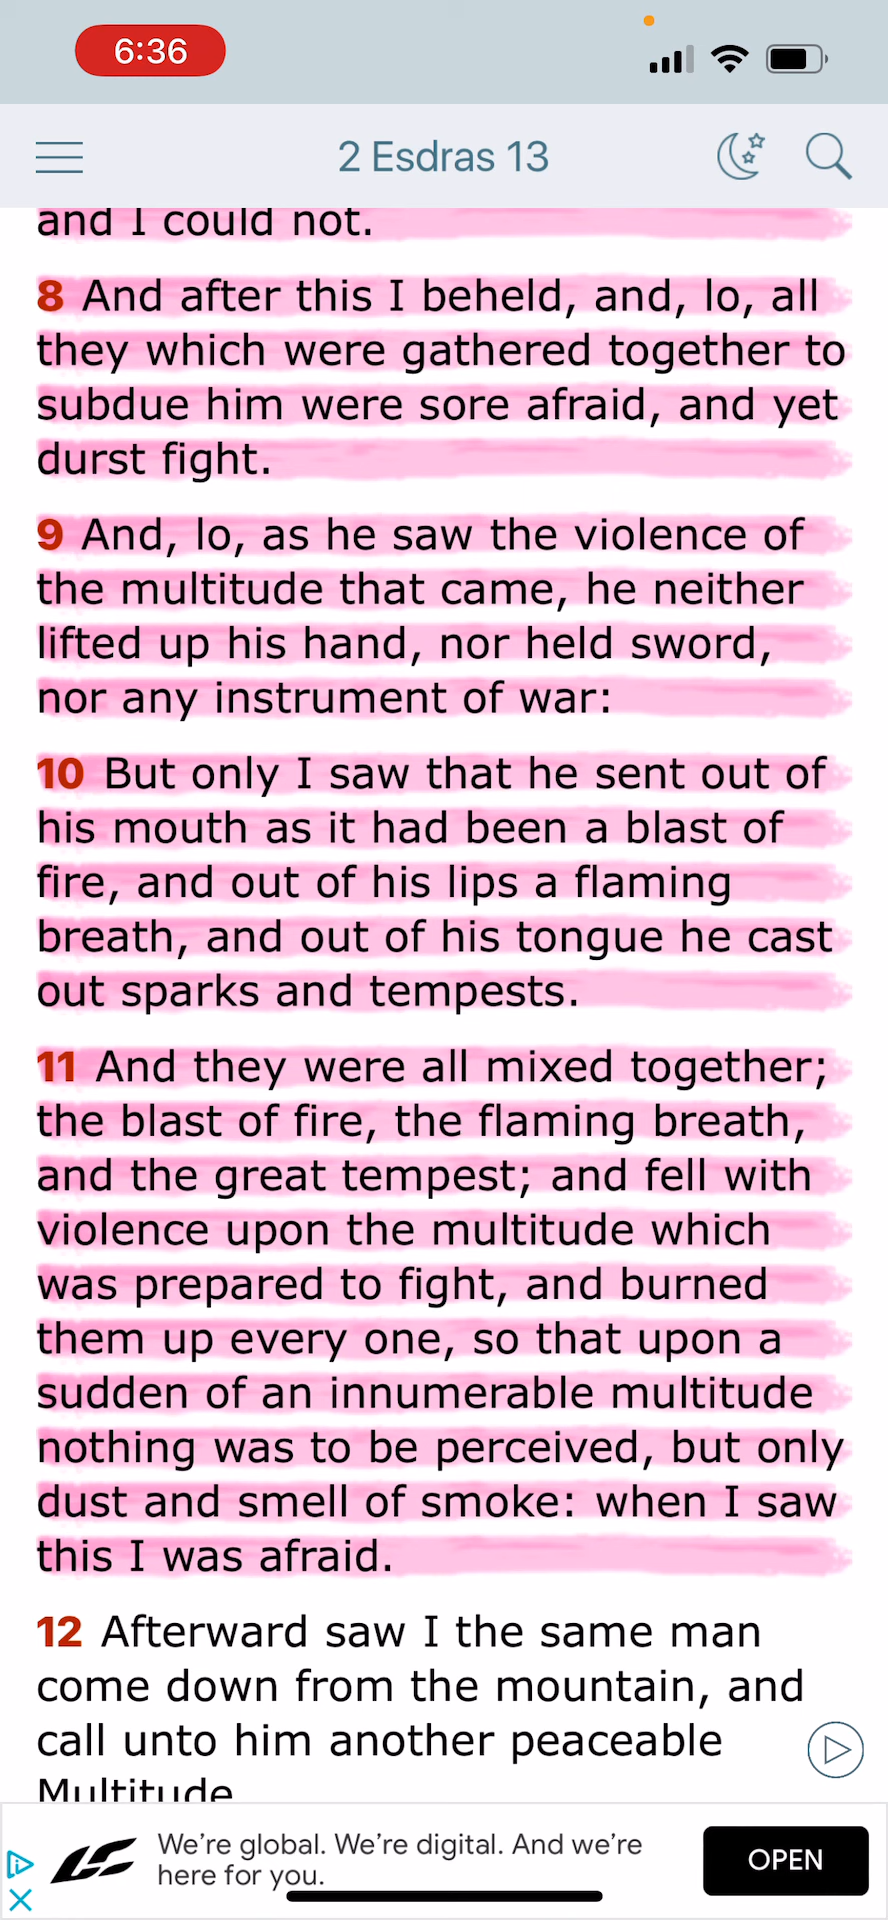 6:36
2 Esdras 13
and I could not.
8 And after this I beheld, and, lo, all
they which were gathered together to
subdue him were sore afraid, and yet
durst fight.
9 And, lo, as he saw the violence of
the multitude that came, he neither
lifted up his hand, nor held sword,
nor any instrument of war:
10 But only I saw that he sent out of
his mouth as it had been a blast of
fire, and out of his lips a flaming
breath, and out of his tongue he cast
out sparks and tempests.
11 And they were all mixed together;
the blast of fire, the flaming breath,
and the great tempest; and fell with
violence upon the multitude which
was prepared to fight, and burned
them up every one, so that upon a
sudden of an innumerable multitude
nothing was to be perceived, but only
dust and smell of smoke: when I saw
this I was afraid.
12 Afterward saw I the same man
come down from the mountain, and
call unto him another peaceable
Multitude
We're global. We're digital. And we're
here for you.
OPEN